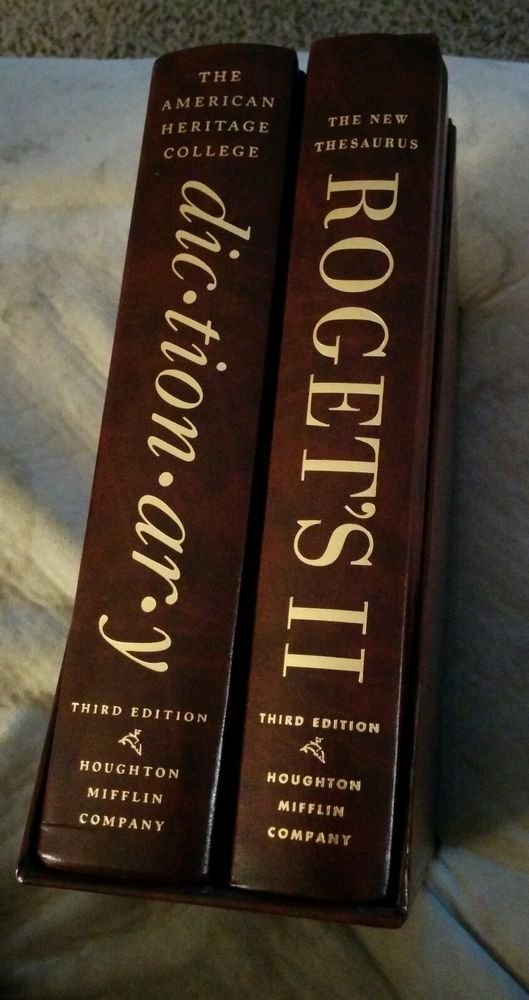 THE
AMERICAN
HERITAGE
COLLEGE
dic•tion•ar•y
THIRD EDITION
HOUGHTON
MIFFLIN
COMPANY
THE NEW
THESAURUS
ROGET'S II
THIRD EDITION
HOUGHTON
MIFFLIN
COMPANY